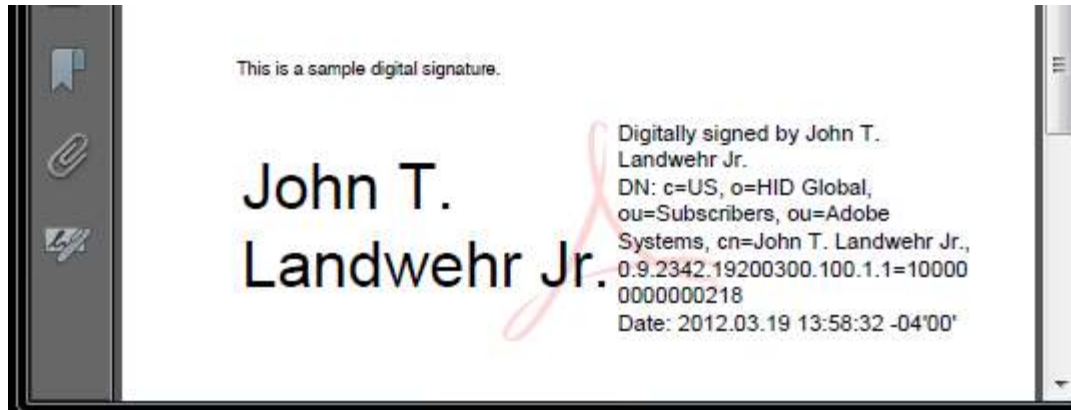 This is a sample digital signature.
John T.
Landwehr Jr.
Digitally signed by John T.
Landwehr Jr.
DN: c=US, o=HID Global,
ou=Subscribers, ou=Adobe
Systems, cn=John T. Landwehr Jr.,
0.9.2342.19200300.100.1.1=10000
0000000218
Date: 2012.03.19 13:58:32 -04'00'